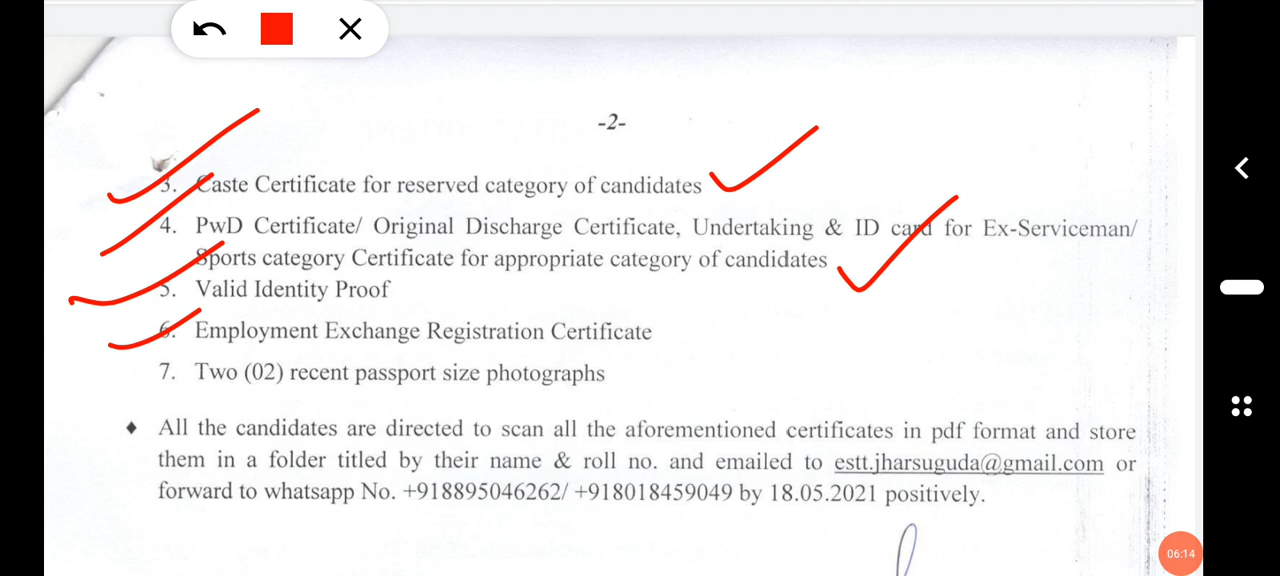 -2-
3. Caste Certificate for reserved category of candidates
4. PwD Certificate/ Original Discharge Certificate, Undertaking & ID card for Ex-Serviceman/
Sports category Certificate for appropriate category of candidates
5. Valid Identity Proof
6. Employment Exchange Registration Certificate
7. Two (02) recent passport size photographs
♦ All the candidates are directed to scan all the aforementioned certificates in pdf format and store
them in a folder titled by their name & roll no. and emailed to estt.jharsuguda@gmail.com or
forward to whatsapp No. +918895046262/ +918018459049 by 18.05.2021 positively.
06:14